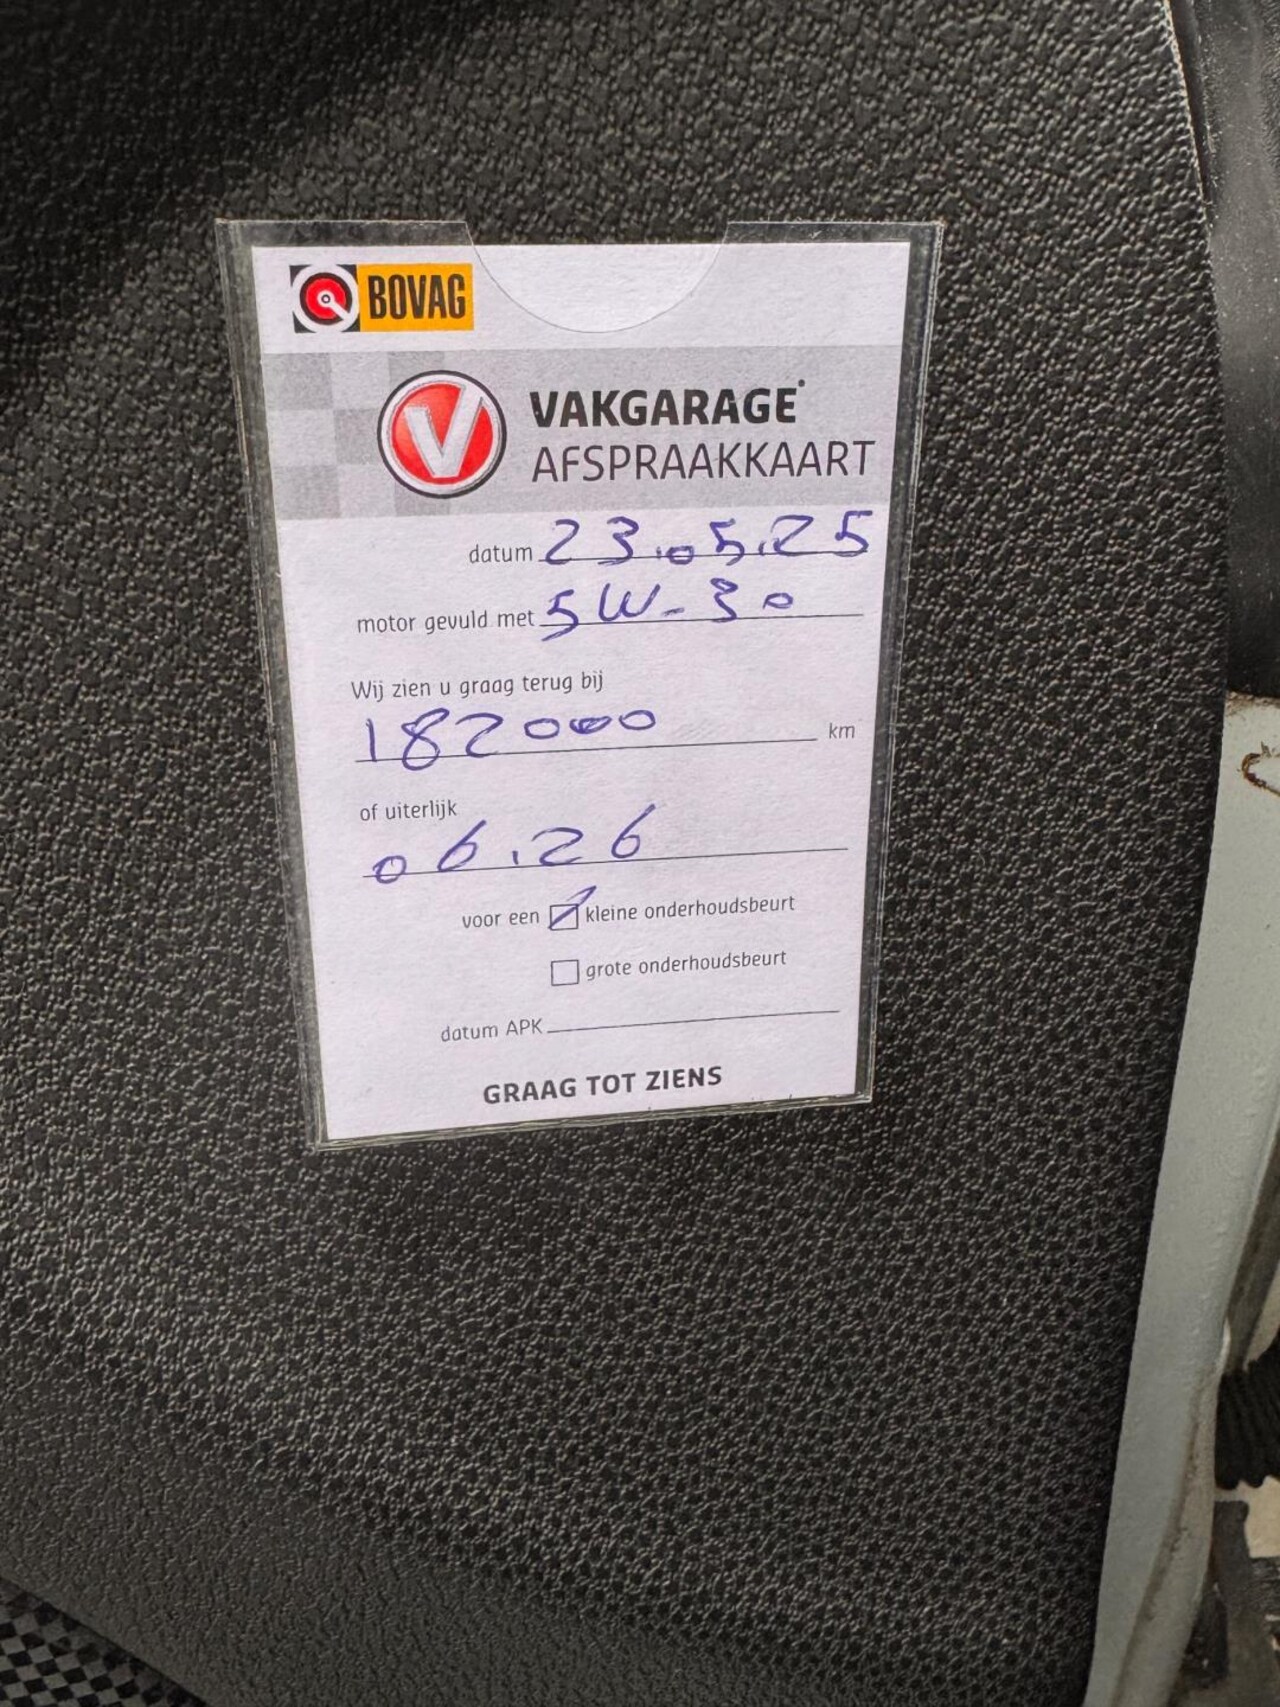 BOVAG
VAKGARAGE
AFSPRAAKKAART
datum 23.05.25
motor gevuld met 5W-30
Wij zien u graag terug bij
182000 km
of uiterlijk
06.26
voor een kleine onderhoudsbeurt
grote onderhoudsbeurt
datum APK
GRAAG TOT ZIENS